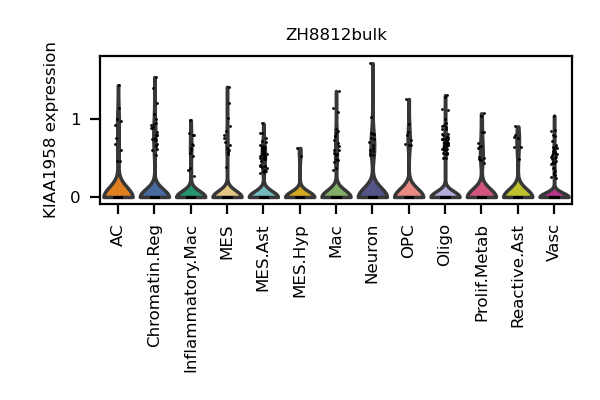 ZH8812bulk
KIAA1958 expression
1
0
AC
Chromatin.Reg
Inflammatory.Mac
MES
MES.Ast
MES.Hyp
Mac
Neuron
OPC
Oligo
Prolif.Metab
Reactive.Ast
Vasc